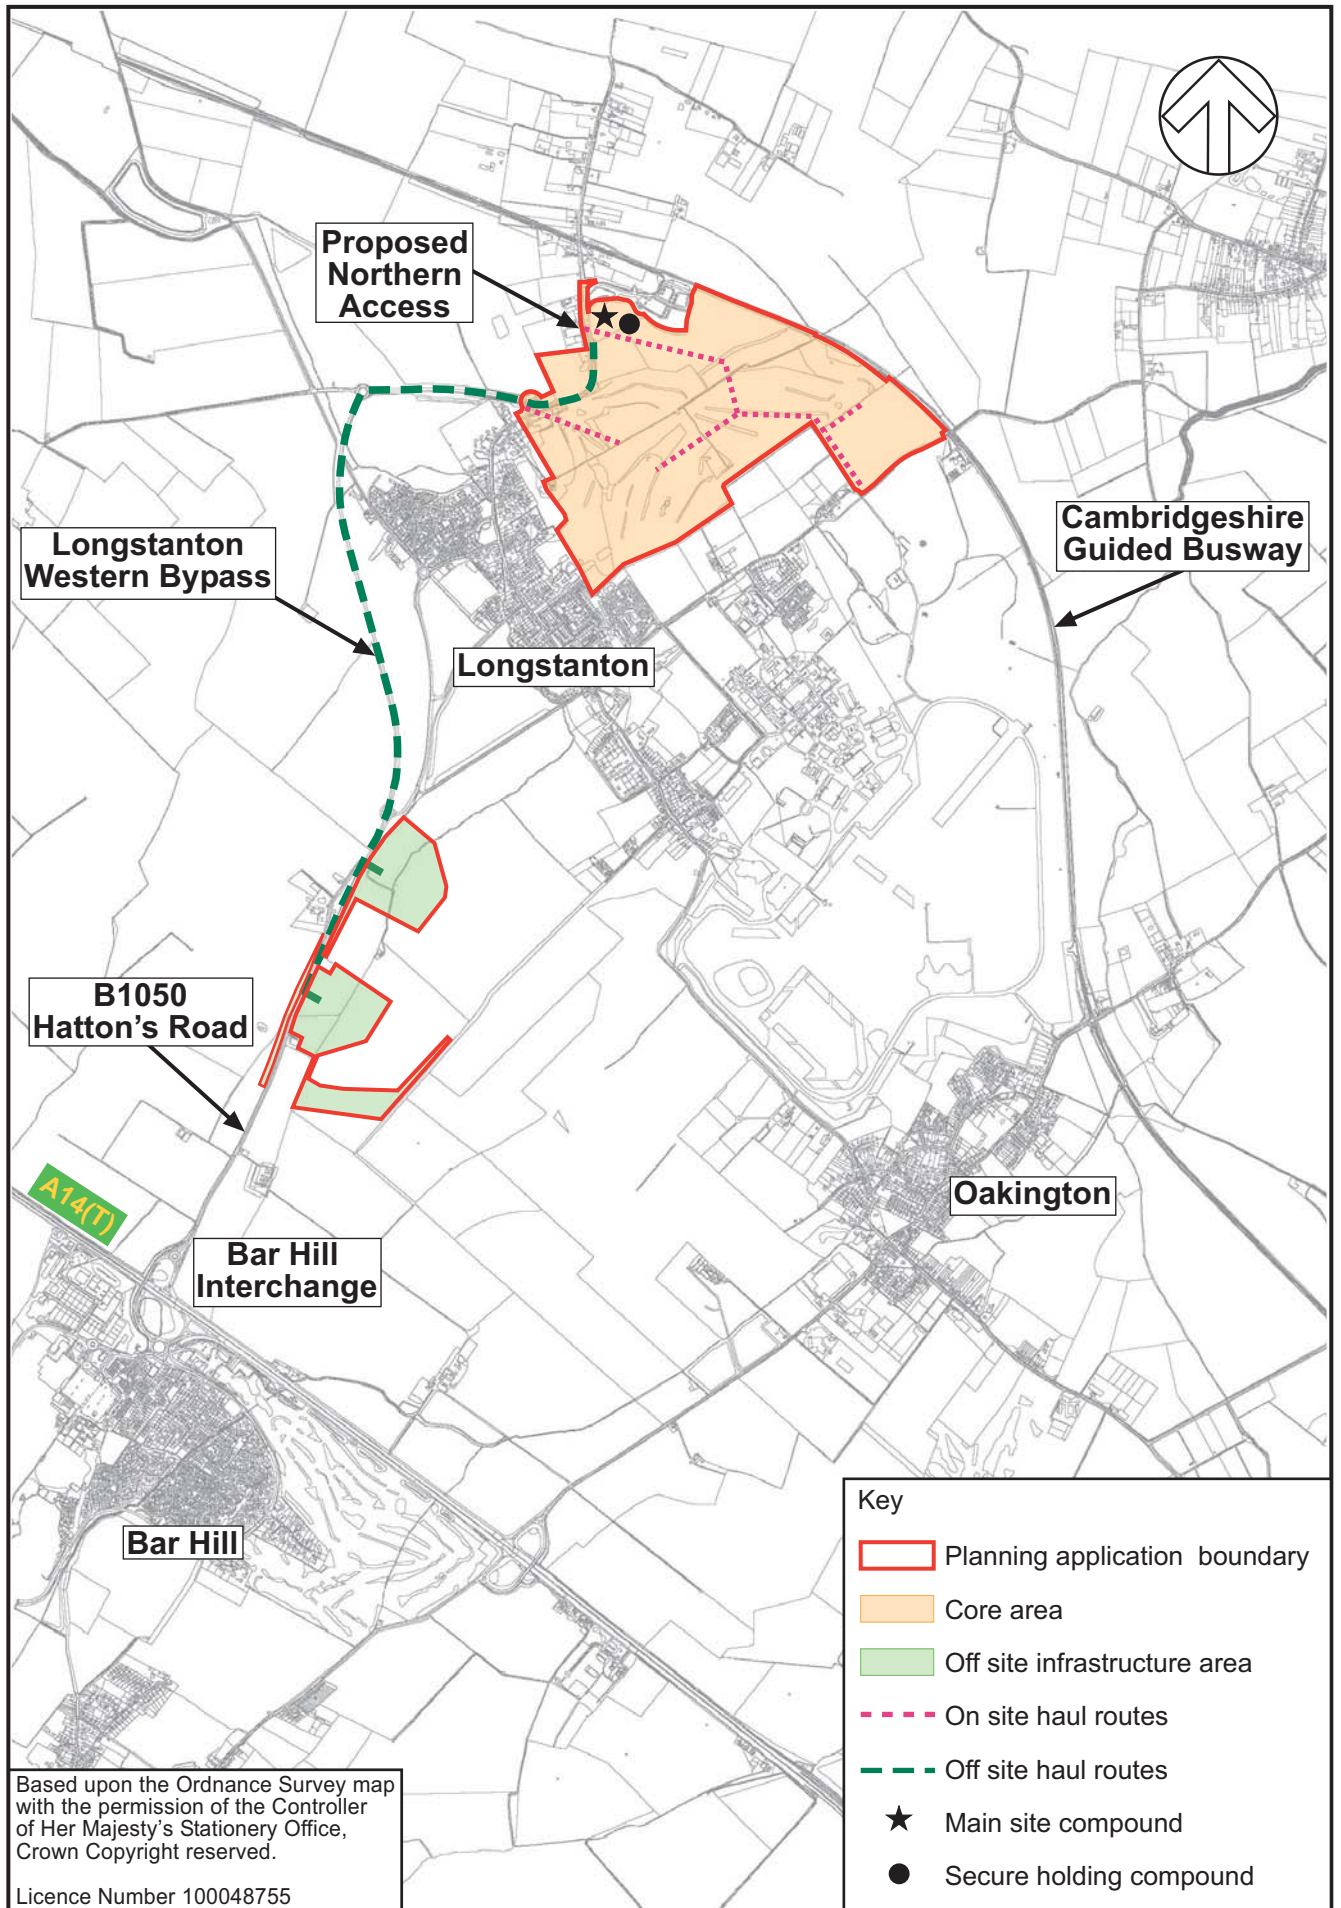 Proposed
Northern
Access
Longstanton
Western Bypass
Cambridgeshire
Guided Busway
Longstanton
B1050
Hatton's Road
A14(T)
Bar Hill
Interchange
Oakington
Bar Hill
Key
Planning application boundary
Core area
Off site infrastructure area
On site haul routes
Off site haul routes
Main site compound
Secure holding compound
Based upon the Ordnance Survey map
with the permission of the Controller
of Her Majesty's Stationery Office,
Crown Copyright reserved.
Licence Number 100048755